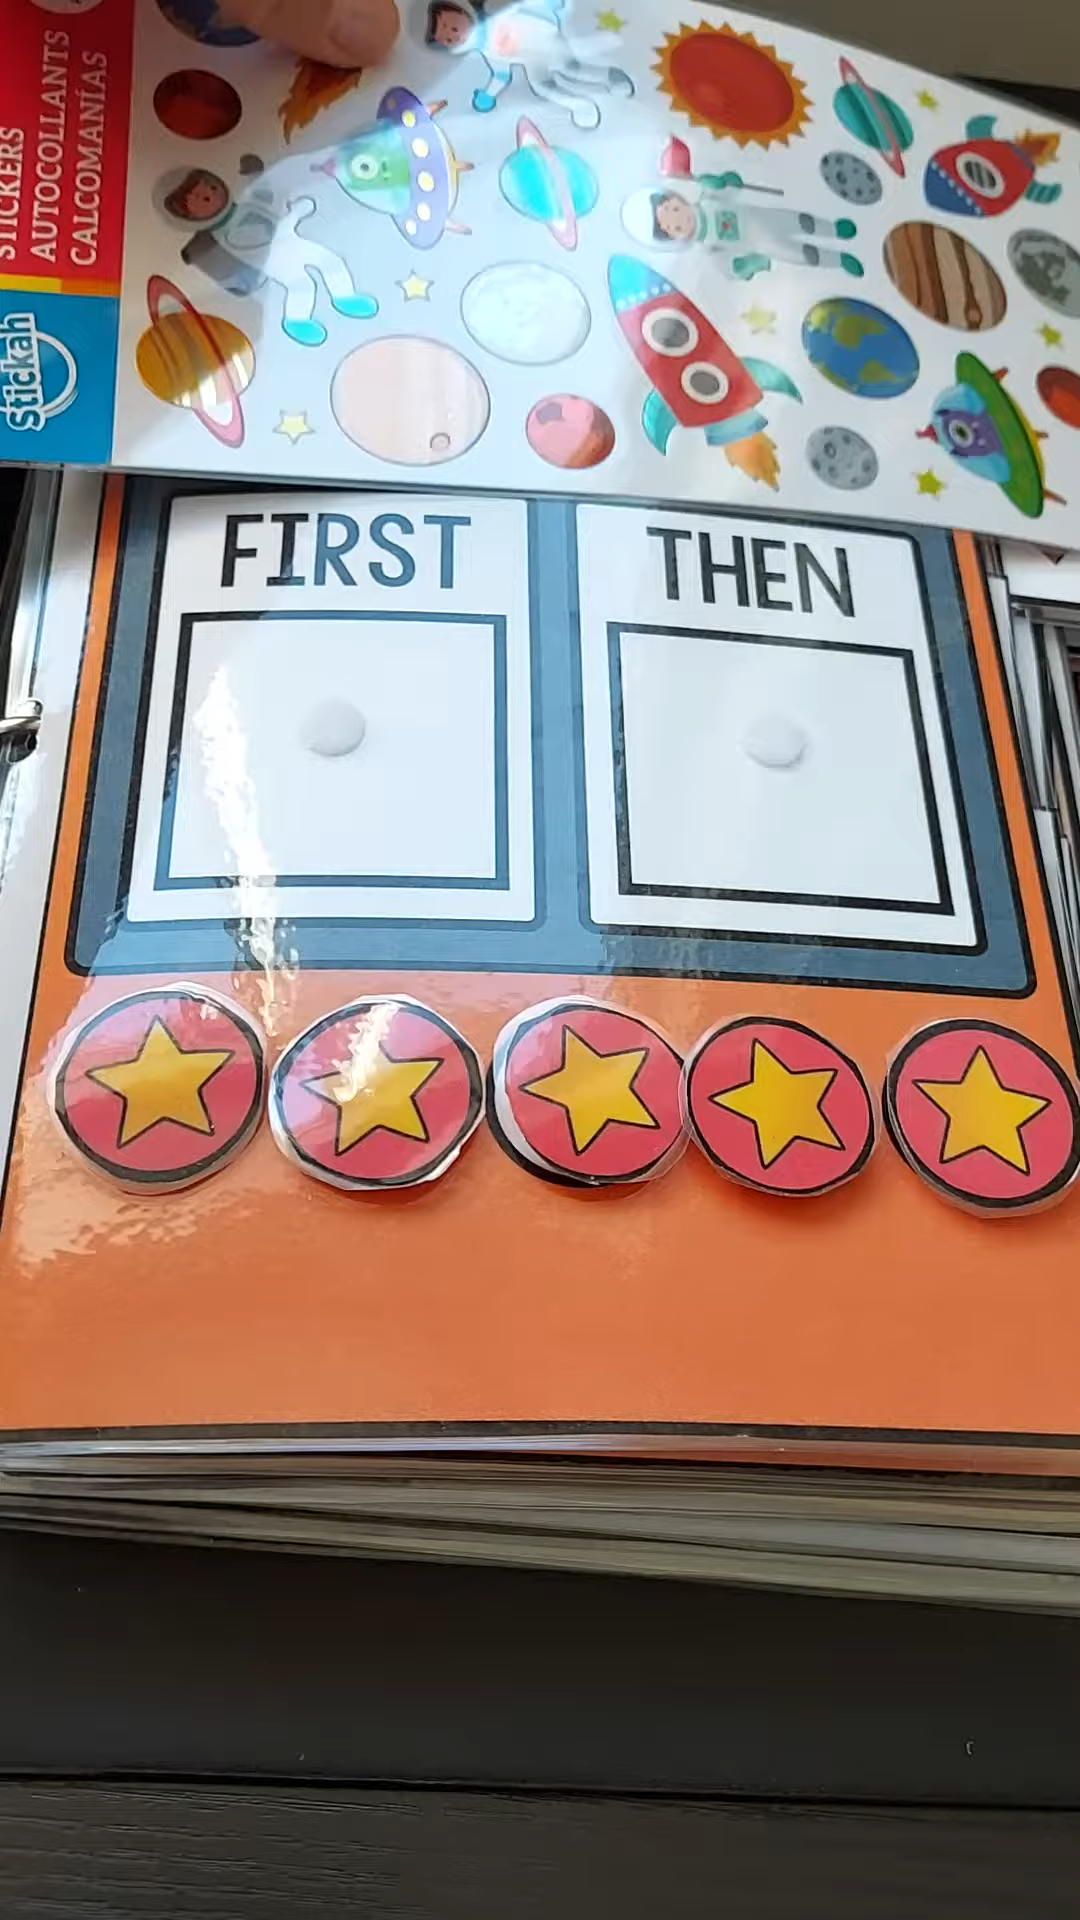 STICKERS
AUTOCOLLANTS
CALCOMANÍAS
Stickah
FIRST
THEN